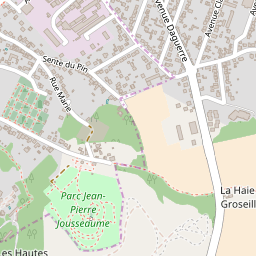 Avenue Daguerre
Avenue Cl
Sente du Pin
Rue Marie
La Haie
Groseill
Parc Jean-
Pierre
Jousseaume
es Hautes